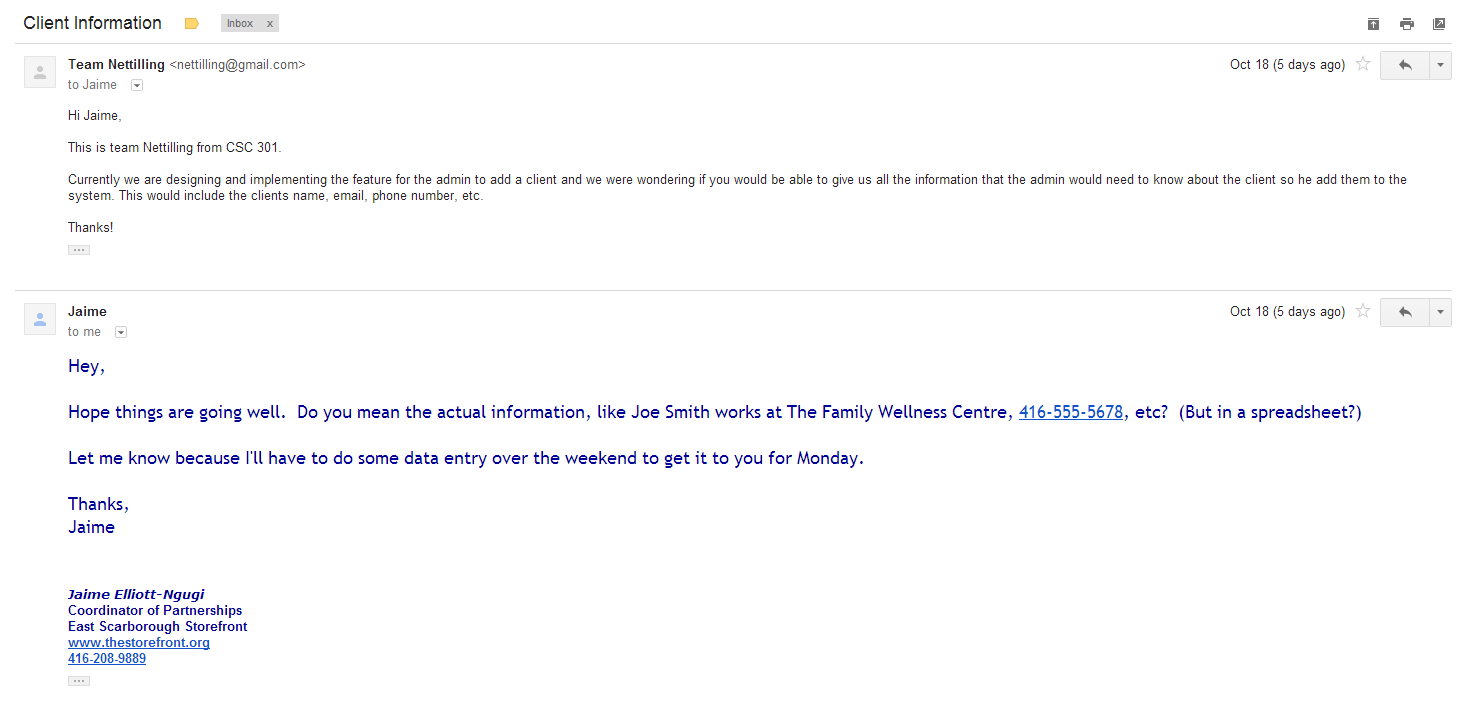 Client Information
Inbox x
Team Nettilling <nettilling@gmail.com>
Oct 18 (5 days ago)
to Jaime
Hi Jaime,
This is team Nettilling from CSC 301.
Currently we are designing and implementing the feature for the admin to add a client and we were wondering if you would be able to give us all the information that the admin would need to know about the client so he add them to the
system. This would include the clients name, email, phone number, etc.
Thanks!
Jaime
Oct 18 (5 days ago)
to me
Hey,
Hope things are going well.  Do you mean the actual information, like Joe Smith works at The Family Wellness Centre, 416-555-5678, etc?  (But in a spreadsheet?)
Let me know because I'll have to do some data entry over the weekend to get it to you for Monday.
Thanks,
Jaime
Jaime Elliott-Ngugi
Coordinator of Partnerships
East Scarborough Storefront
www.thestorefront.org
416-208-9889